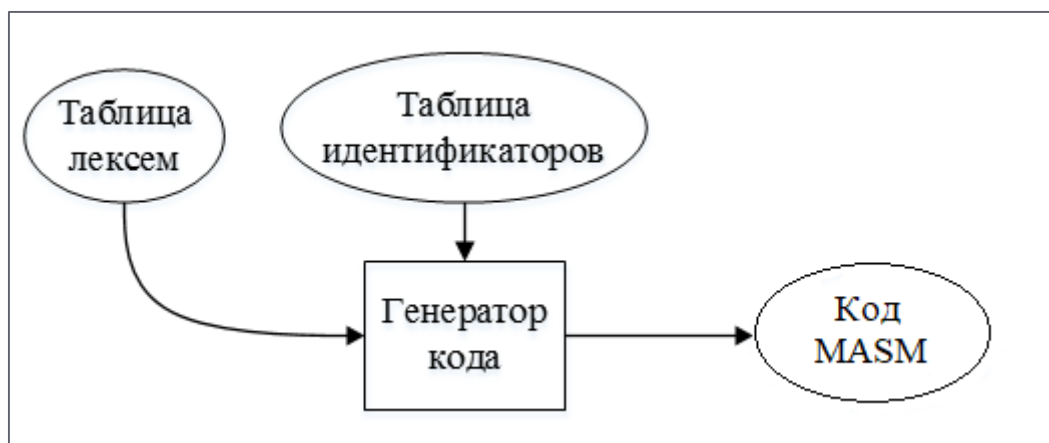 Таблица
лексем
Таблица
идентификаторов
Генератор
кода
Код
MASM